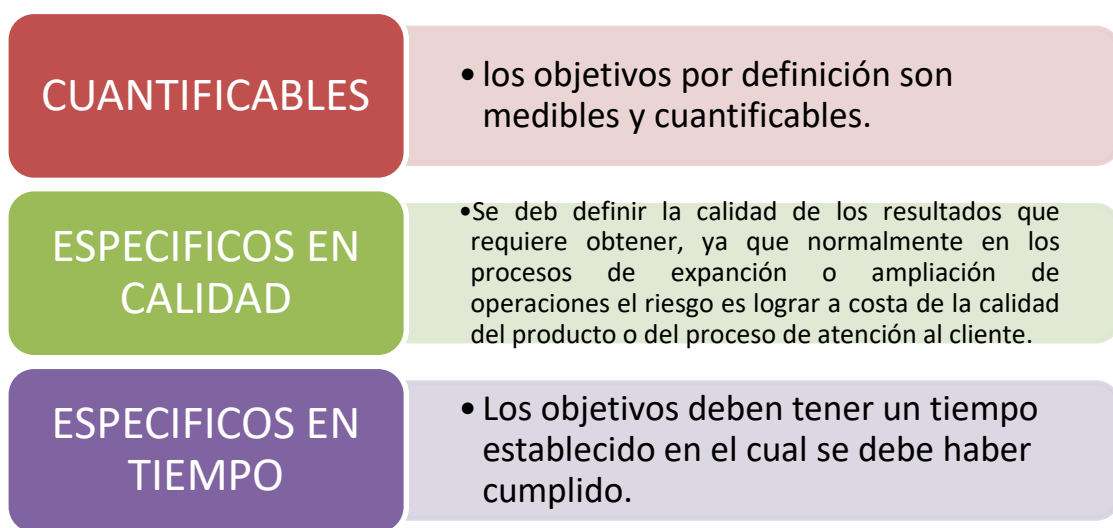 CUANTIFICABLES
• los objetivos por definición son
medibles y cuantificables.
ESPECIFICOS EN
CALIDAD
•Se deb definir la calidad de los resultados que
requiere obtener, ya que normalmente en los
procesos de expanción o ampliación de
operaciones el riesgo es lograr a costa de la calidad
del producto o del proceso de atención al cliente.
ESPECIFICOS EN
TIEMPO
• Los objetivos deben tener un tiempo
establecido en el cual se debe haber
cumplido.